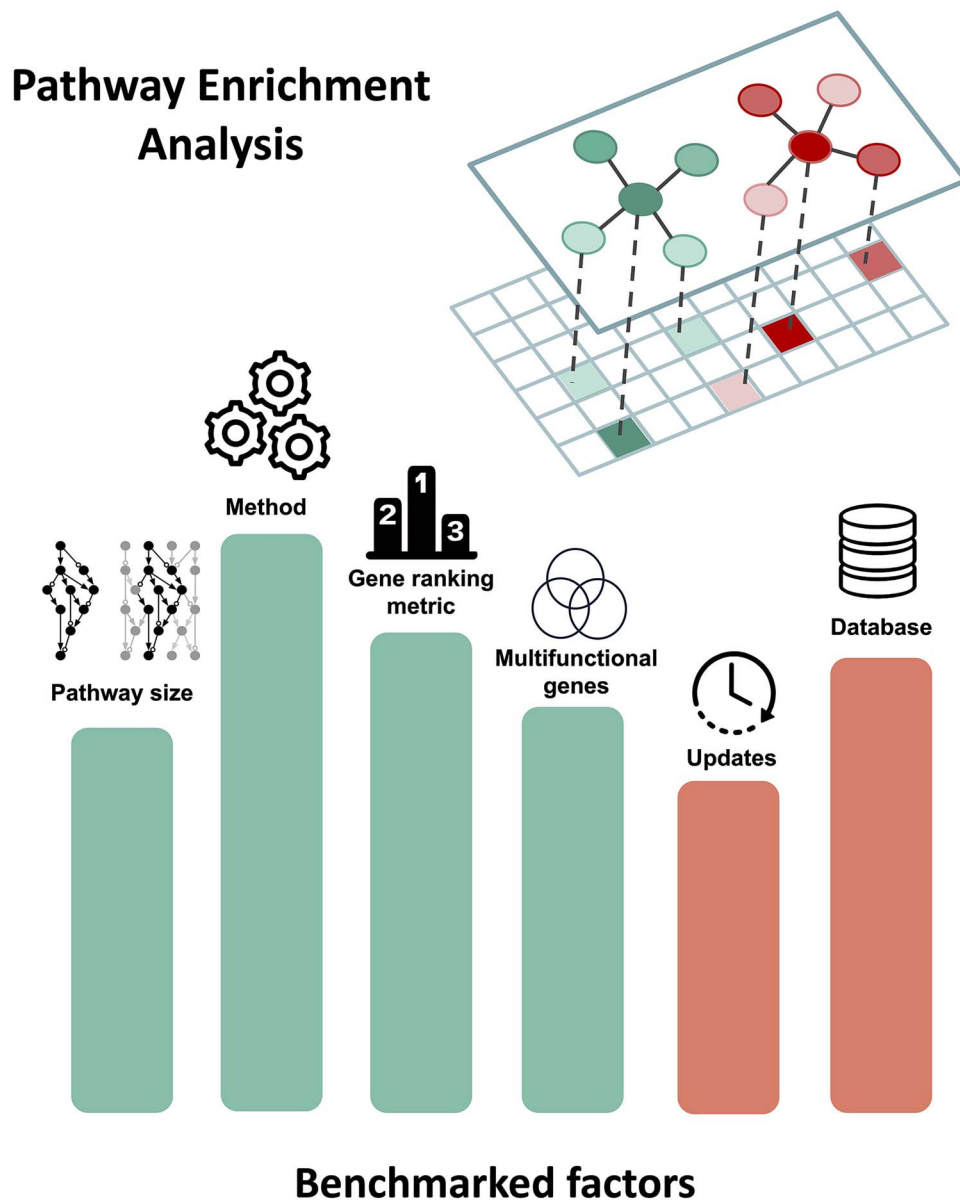 Pathway Enrichment
Analysis
Method
2 1 3
Gene ranking
metric
Pathway size
Multifunctional
genes
Updates
Database
Benchmarked factors